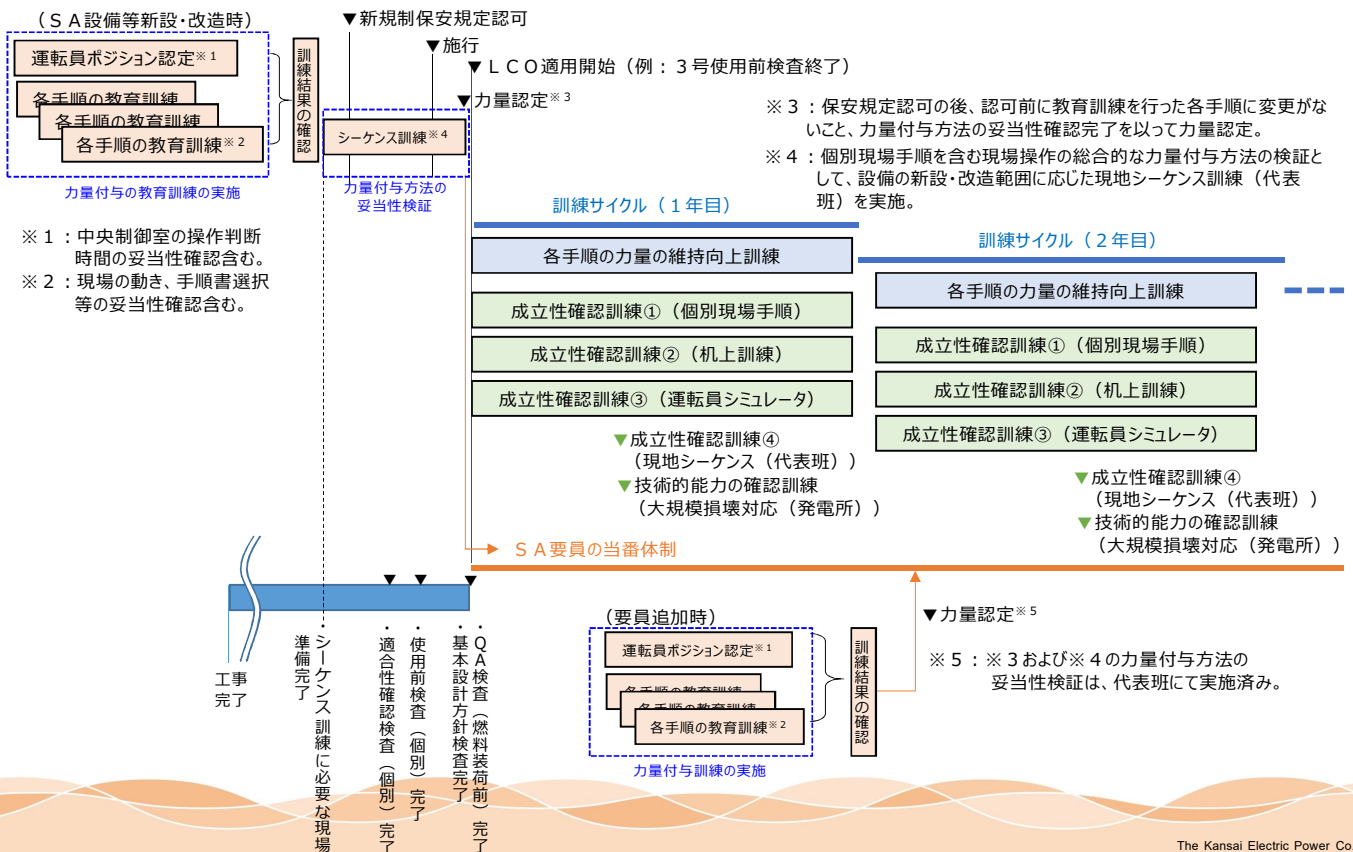 （ＳＡ設備等新設・改造時）
運転員ポジション認定※１
各手順の教育訓練
各手順の教育訓練
各手順の教育訓練※２
訓練結果の確認
力量付与の教育訓練の実施
▼新規制保安規定認可
▼施行
▼ＬＣＯ適用開始（例：３号使用前検査終了）
▼力量認定※３
シーケンス訓練※４
力量付与方法の
妥当性検証
※１：中央制御室の操作判断
時間の妥当性確認含む。
※２：現場の動き、手順書選択
等の妥当性確認含む。
※３：保安規定認可の後、認可前に教育訓練を行った各手順に変更がな
いこと、力量付与方法の妥当性確認完了を以って力量認定。
※４：個別現場手順を含む現場操作の総合的な力量付与方法の検証と
して、設備の新設・改造範囲に応じた現地シーケンス訓練（代表
班）を実施。
訓練サイクル（１年目）
各手順の力量の維持向上訓練
成立性確認訓練①（個別現場手順）
成立性確認訓練②（机上訓練）
成立性確認訓練③（運転員シミュレータ）
▼成立性確認訓練④
（現地シーケンス（代表班））
▼技術的能力の確認訓練
（大規模損壊対応（発電所））
訓練サイクル（２年目）
各手順の力量の維持向上訓練
成立性確認訓練①（個別現場手順）
成立性確認訓練②（机上訓練）
成立性確認訓練③（運転員シミュレータ）
▼成立性確認訓練④
（現地シーケンス（代表班））
▼技術的能力の確認訓練
（大規模損壊対応（発電所））
ＳＡ要員の当番体制
工事
完了
・シーケンス訓練に必要な現場
準備完了
・適合性確認検査（個別）完了
・使用前検査（個別）完了
・ＱＡ検査（燃料装荷前）完了
・基本設計方針検査完了
（要員追加時）
運転員ポジション認定※１
各手順の教育訓練
各手順の教育訓練
各手順の教育訓練※２
訓練結果の確認
力量付与訓練の実施
▼力量認定※５
※５：※３および※４の力量付与方法の
妥当性検証は、代表班にて実施済み。
The Kansai Electric Power Co.